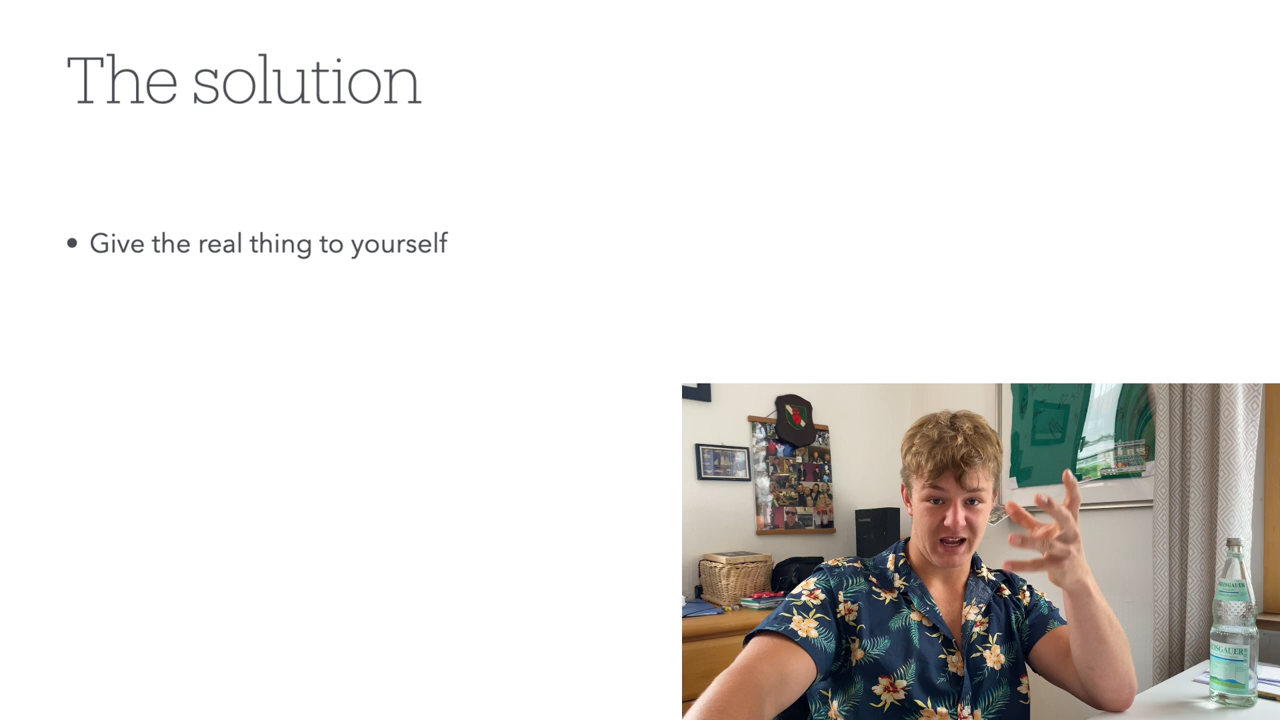 The solution
• Give the real thing to yourself